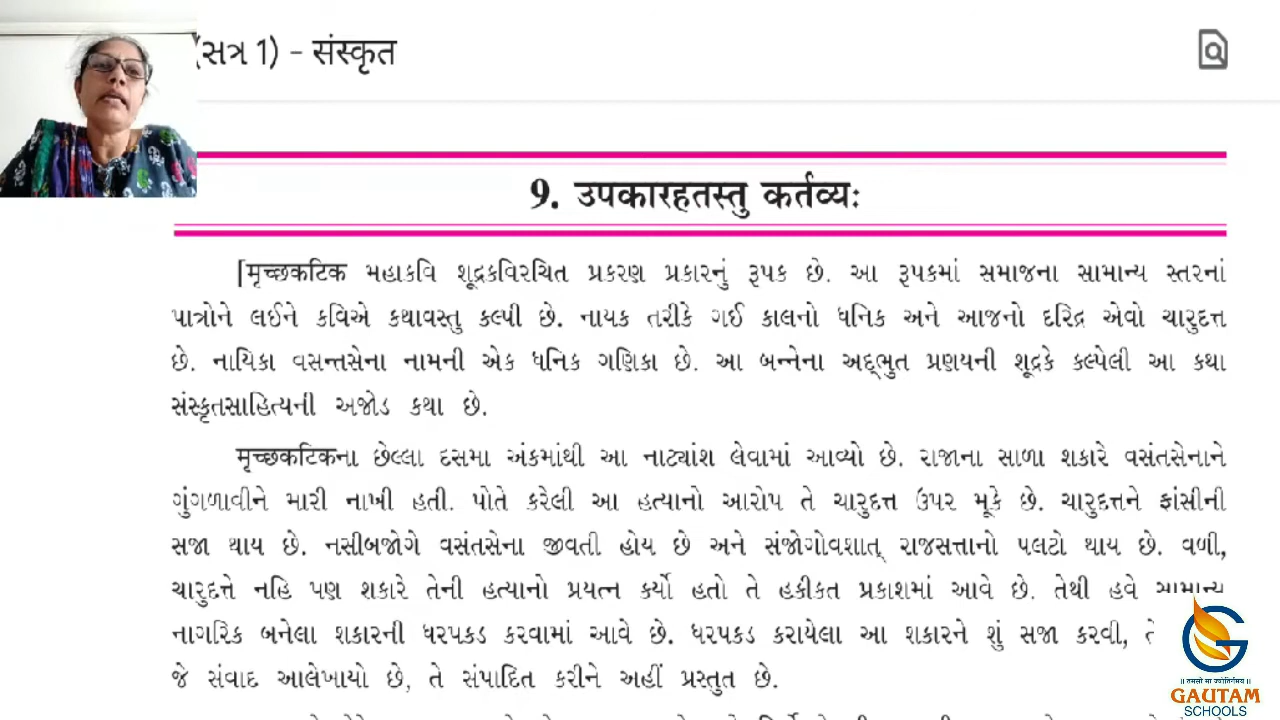 (સત્ર 1) - સંસ્કૃત
9. उपकारहतस्तु कर्तव्यः
[मृच्छकटिक મહાકવિ શૂદ્રકવિરચિત પ્રકરણ પ્રકારનું રૂપક છે. આ રૂપકમાં સમાજના સામાન્ય સ્તરનાં
પાત્રોને લઈને કવિએ કથાવસ્તુ કલ્પી છે. નાયક તરીકે ગઈ કાલનો ધનિક અને આજનો દરિદ્ર એવો ચારુદત્ત
છે. નાયિકા વસન્તસેના નામની એક ધનિક ગણિકા છે. આ બન્નેના અદ્‌ભુત પ્રણયની શૂદ્રકે કલ્પેલી આ કથા
સંસ્કૃતસાહિત્યની અજોડ કથા છે.
मृच्छकटिकના છેલ્લા દસમા અંકમાંથી આ નાટ્યાંશ લેવામાં આવ્યો છે. રાજાના સાળા શકારે વસંતસેનાને
ગુંગળાવીને મારી નાખી હતી. પોતે કરેલી આ હત્યાનો આરોપ તે ચારુદત્ત ઉપર મૂકે છે. ચારુદત્તને ફાંસીની
સજા થાય છે. નસીબજોગે વસંતસેના જીવતી હોય છે અને સંજોગોવશાત્ રાજસત્તાનો પલટો થાય છે. વળી,
ચારુદત્તે નહિ પણ શકારે તેની હત્યાનો પ્રયત્ન કર્યો હતો તે હકીકત પ્રકાશમાં આવે છે. તેથી હવે સામાન્ય
નાગરિક બનેલા શકારની ધરપકડ કરવામાં આવે છે. ધરપકડ કરાયેલા આ શકારને શું સજા કરવી, તે
જે સંવાદ આલેખાયો છે, તે સંપાદિત કરીને અહીં પ્રસ્તુત છે.
॥ तमसो मा ज्योतिर्गमय ॥
GAUTAM
SCHOOLS